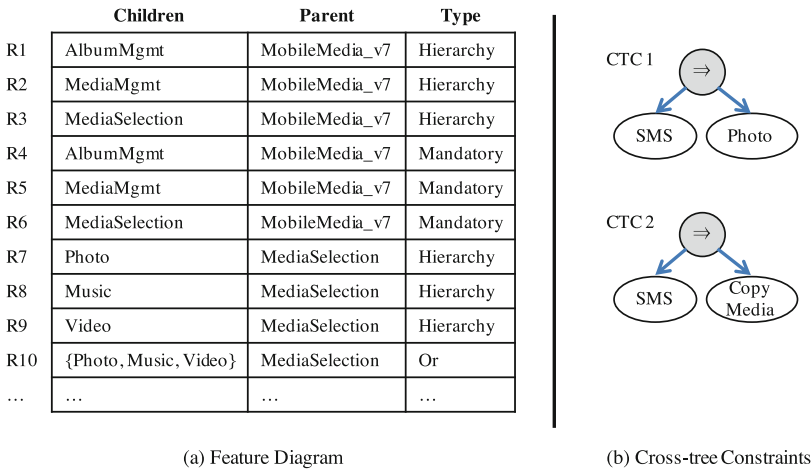 Children Parent Type
R1 AlbumMgmt MobileMedia_v7 Hierarchy
R2 MediaMgmt MobileMedia_v7 Hierarchy
R3 MediaSelection MobileMedia_v7 Hierarchy
R4 AlbumMgmt MobileMedia_v7 Mandatory
R5 MediaMgmt MobileMedia_v7 Mandatory
R6 MediaSelection MobileMedia_v7 Mandatory
R7 Photo MediaSelection Hierarchy
R8 Music MediaSelection Hierarchy
R9 Video MediaSelection Hierarchy
R10 {Photo, Music, Video} MediaSelection Or
... ... ... ...
(a) Feature Diagram
CTC 1
⇒
SMS Photo
CTC 2
⇒
SMS Copy
Media
(b) Cross-tree Constraints